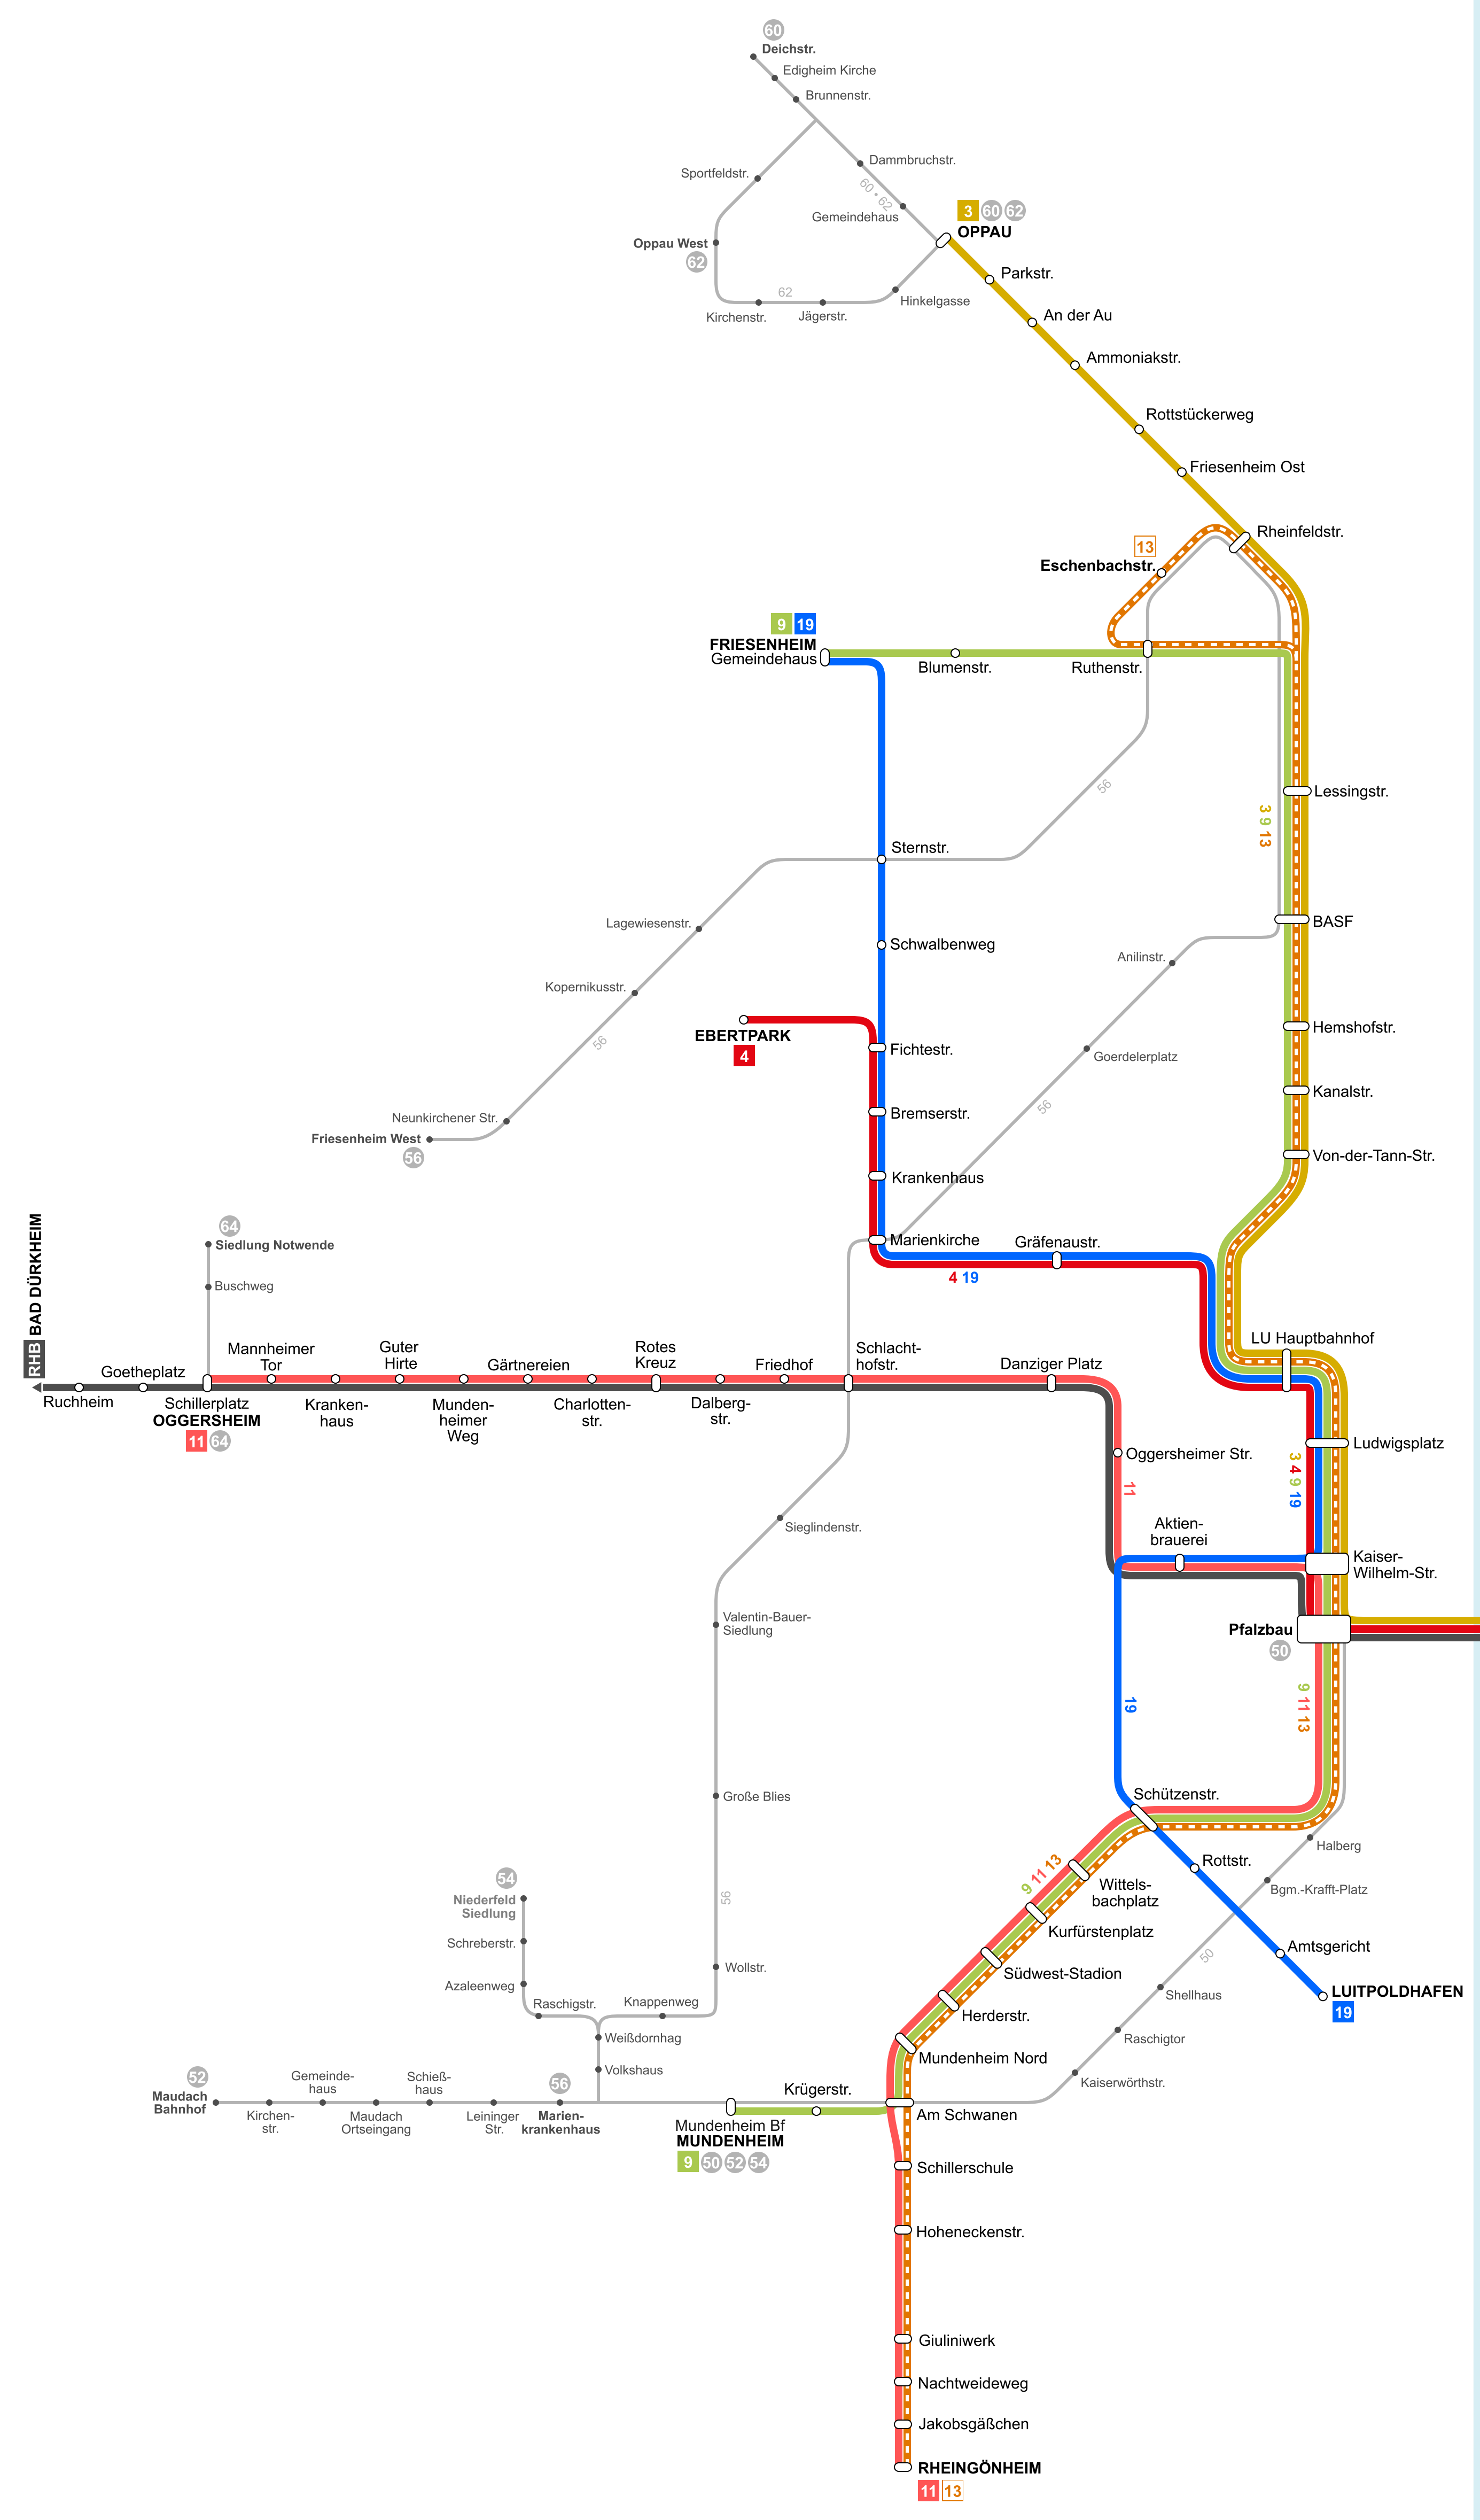 60
Deichstr.
Edigheim Kirche
Brunnenstr.
Dammbruchstr.
Sportfeldstr.
60 • 62
3 60 62
OPPAU
Gemeindehaus
Oppau West
62
62
Kirchenstr.
Jägerstr.
Hinkelgasse
Parkstr.
An der Au
Ammoniakstr.
Rottstückerweg
Friesenheim Ost
Rheinfeldstr.
13
Eschenbachstr.
9 19
FRIESENHEIM
Gemeindehaus
Blumenstr.
Ruthenstr.
56
Lessingstr.
3 9 13
Sternstr.
Lagewiesenstr.
BASF
Schwalbenweg
Anilinstr.
Kopernikusstr.
EBERTPARK
4
56
Fichtestr.
Goerdelerplatz
Hemshofstr.
Kanalstr.
56
Bremserstr.
Neunkirchener Str.
Friesenheim West
56
Von-der-Tann-Str.
Krankenhaus
64
Siedlung Notwende
Buschweg
Marienkirche
Gräfenaustr.
4 19
RHB BAD DÜRKHEIM
Ruchheim
Goetheplatz
Schillerplatz
OGGERSHEIM
11 64
Mannheimer
Tor
Kranken-
haus
Guter
Hirte
Munden-
heimer
Weg
Gärtnereien
Charlotten-
str.
Rotes
Kreuz
Dalberg-
str.
Friedhof
Schlacht-
hofstr.
Danziger Platz
LU Hauptbahnhof
Ludwigsplatz
3 4 9 19
Oggersheimer Str.
11
Aktien-
brauerei
Kaiser-
Wilhelm-Str.
Sieglindenstr.
Pfalzbau
50
Valentin-Bauer-
Siedlung
19
9 11 13
Große Blies
Schützenstr.
Halberg
Rottstr.
Bgm.-Krafft-Platz
9 11 13
Wittels-
bachplatz
Kurfürstenplatz
56
54
Niederfeld
Siedlung
Schreberstr.
Azaleenweg
Raschigstr.
Knappenweg
Wollstr.
Amtsgericht
50
Südwest-Stadion
Shellhaus
LUITPOLDHAFEN
19
Herderstr.
Raschigtor
Weißdornhag
Volkshaus
Mundenheim Nord
Kaiserwörthstr.
52
Maudach
Bahnhof
Kirchen-
str.
Gemeinde-
haus
Maudach
Ortseingang
Schieß-
haus
Leininger
Str.
56
Marien-
krankenhaus
Krügerstr.
Mundenheim Bf
MUNDENHEIM
9 50 52 54
Am Schwanen
Schillerschule
Hoheneckenstr.
Giuliniwerk
Nachtweideweg
Jakobsgäßchen
RHEINGÖNHEIM
11 13